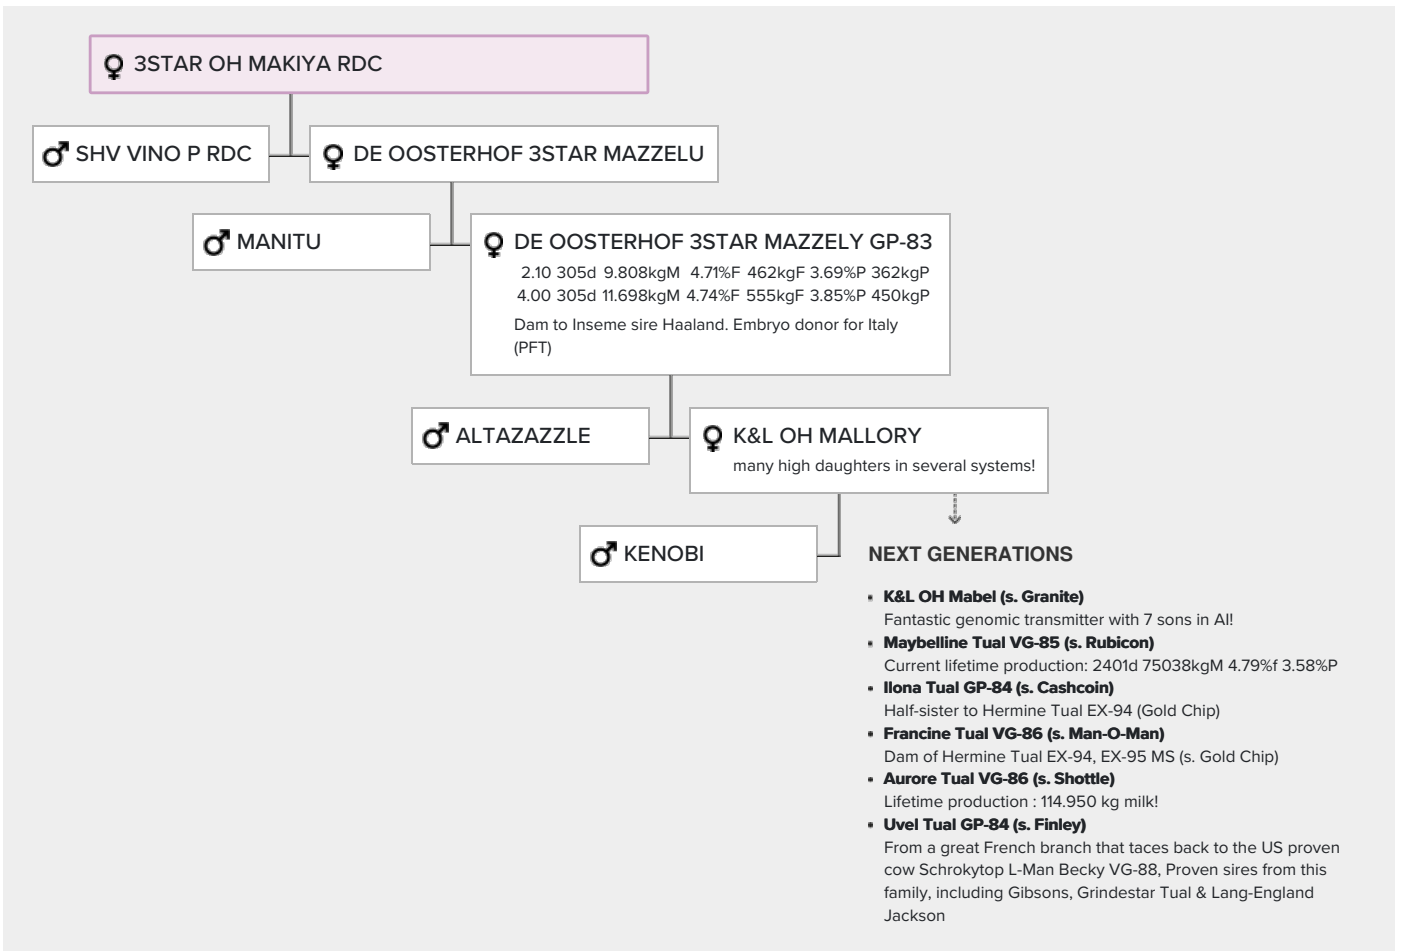 3STAR OH MAKIYA RDC
SHV VINO P RDC
DE OOSTERHOF 3STAR MAZZELU
MANITU
DE OOSTERHOF 3STAR MAZZELY GP-83
2.10 305d 9.808kgM 4.71%F 462kgF 3.69%P 362kgP
4.00 305d 11.698kgM 4.74%F 555kgF 3.85%P 450kgP
Dam to Inseme sire Haaland. Embryo donor for Italy
(PFT)
ALTAZAZZLE
K&L OH MALLORY
many high daughters in several systems!
KENOBI
NEXT GENERATIONS
K&L OH Mabel (s. Granite)
Fantastic genomic transmitter with 7 sons in AI!
Maybelline Tual VG-85 (s. Rubicon)
Current lifetime production: 2401d 75038kgM 4.79%f 3.58%P
Ilona Tual GP-84 (s. Cashcoin)
Half-sister to Hermine Tual EX-94 (Gold Chip)
Francine Tual VG-86 (s. Man-O-Man)
Dam of Hermine Tual EX-94, EX-95 MS (s. Gold Chip)
Aurore Tual VG-86 (s. Shottle)
Lifetime production : 114.950 kg milk!
Uvel Tual GP-84 (s. Finley)
From a great French branch that taces back to the US proven
cow Schrokytop L-Man Becky VG-88, Proven sires from this
family, including Gibsons, Grindestar Tual & Lang-England
Jackson